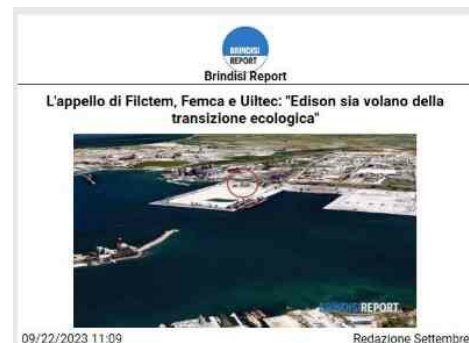 BRINDISI
REPORT
Brindisi Report
L'appello di Filctem, Femca e Uiltec: "Edison sia volano della
transizione ecologica"
BRINDISIREPORT
09/22/2023 11:09
Redazione Settembre